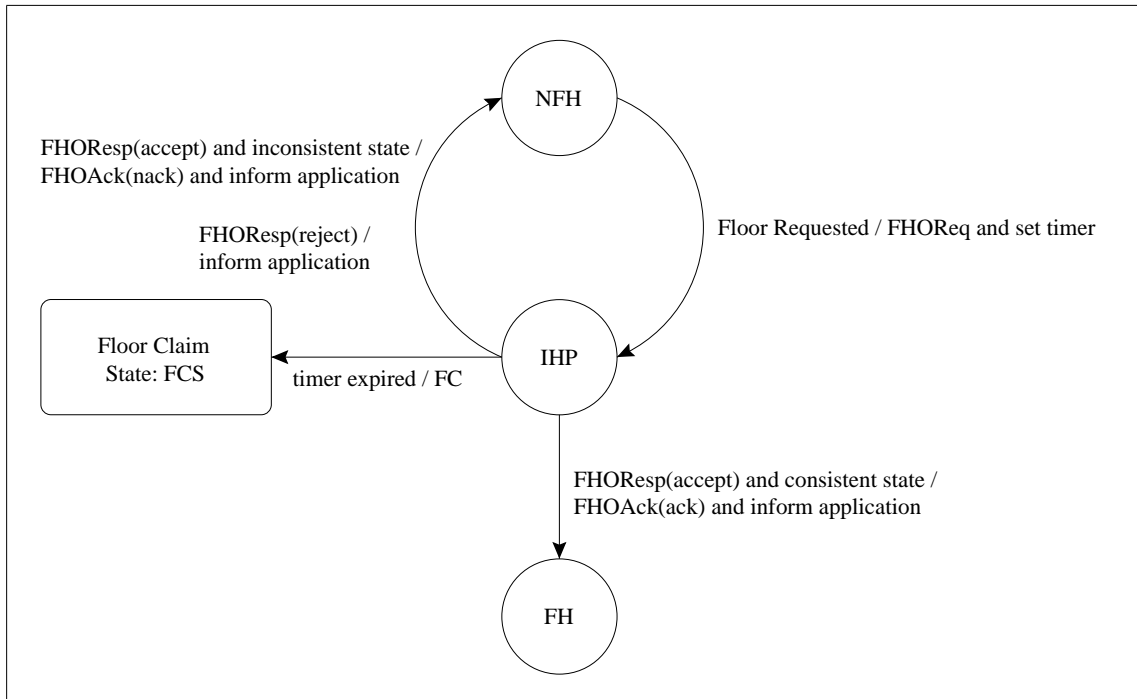 NFH
FHOResp(accept) and inconsistent state /
FHOAck(nack) and inform application
Floor Requested / FHOReq and set timer
FHOResp(reject) /
inform application
Floor Claim
State: FCS
IHP
timer expired / FC
FHOResp(accept) and consistent state /
FHOAck(ack) and inform application
FH